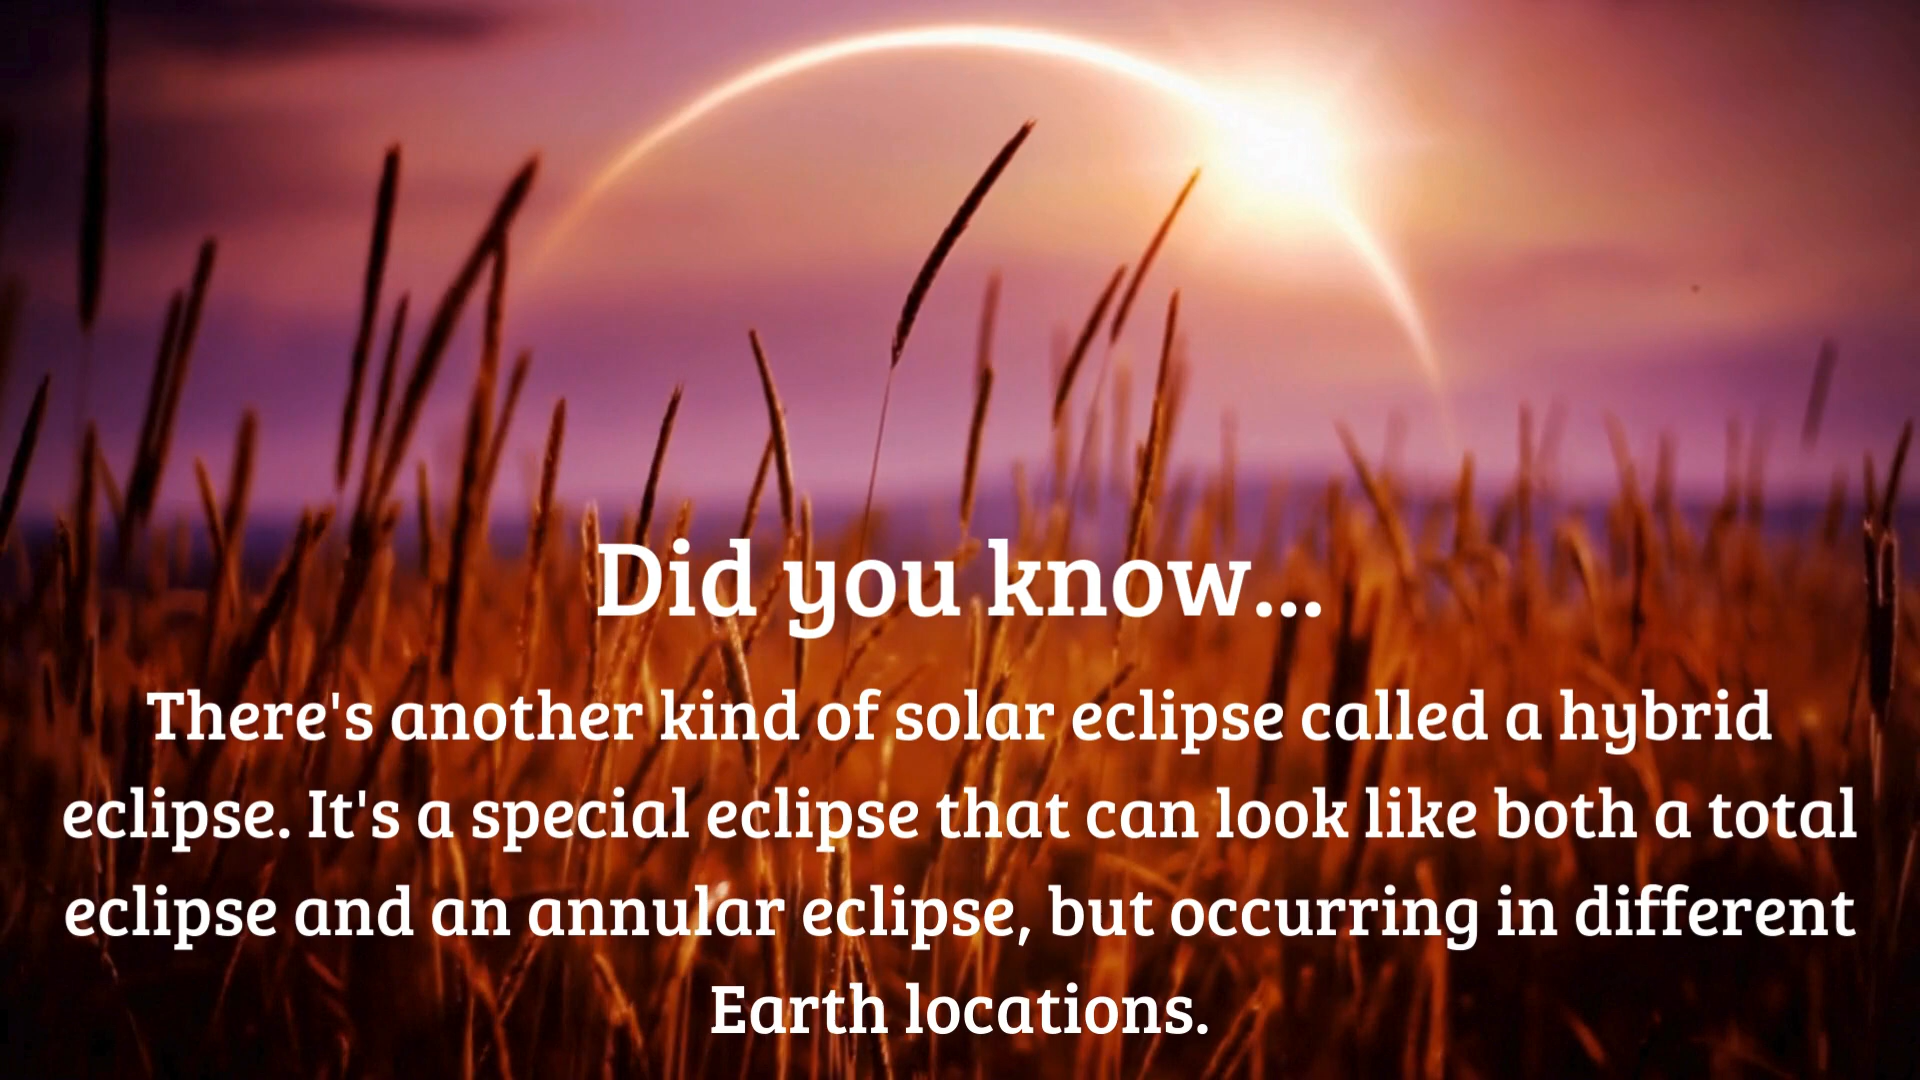 Did you know...
There's another kind of solar eclipse called a hybrid
eclipse. It's a special eclipse that can look like both a total
eclipse and an annular eclipse, but occurring in different
Earth locations.